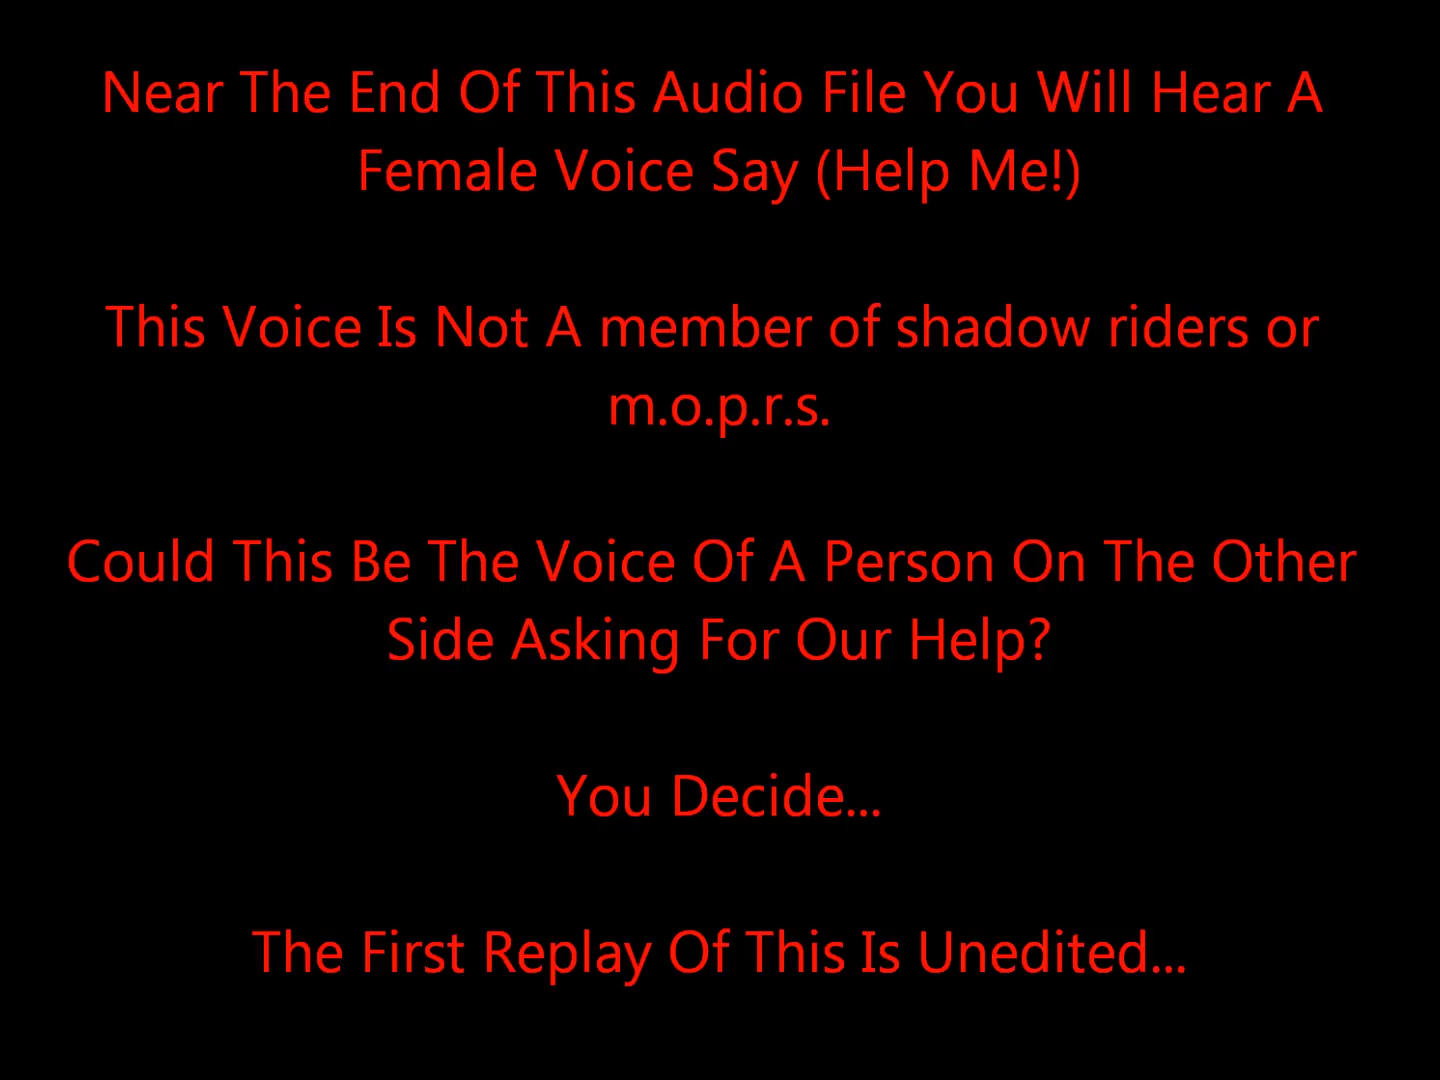 Near The End Of This Audio File You Will Hear A
Female Voice Say (Help Me!)
This Voice Is Not A member of shadow riders or
m.o.p.r.s.
Could This Be The Voice Of A Person On The Other
Side Asking For Our Help?
You Decide...
The First Replay Of This Is Unedited...